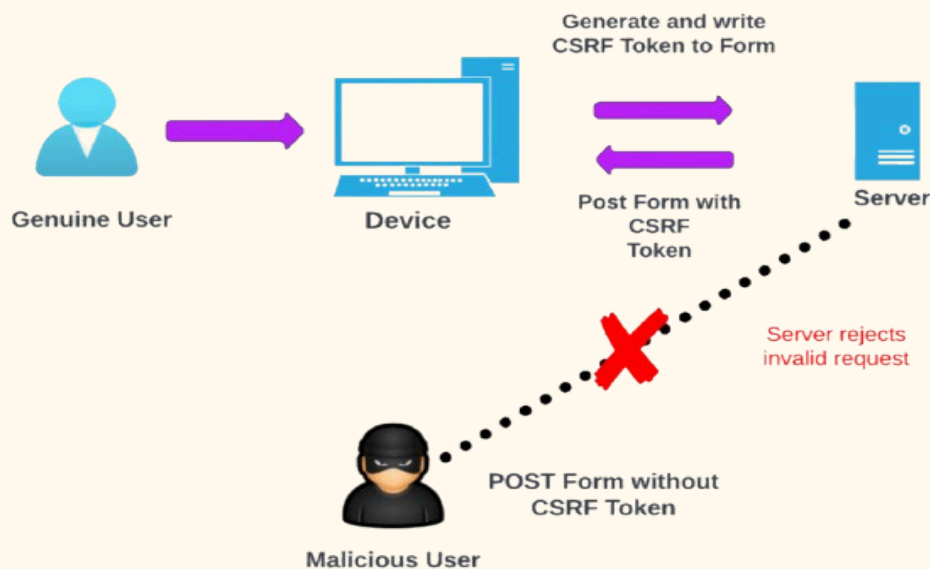 Generate and write
CSRF Token to Form
Genuine User
Device
Server
Post Form with
CSRF
Token
Server rejects
invalid request
POST Form without
CSRF Token
Malicious User